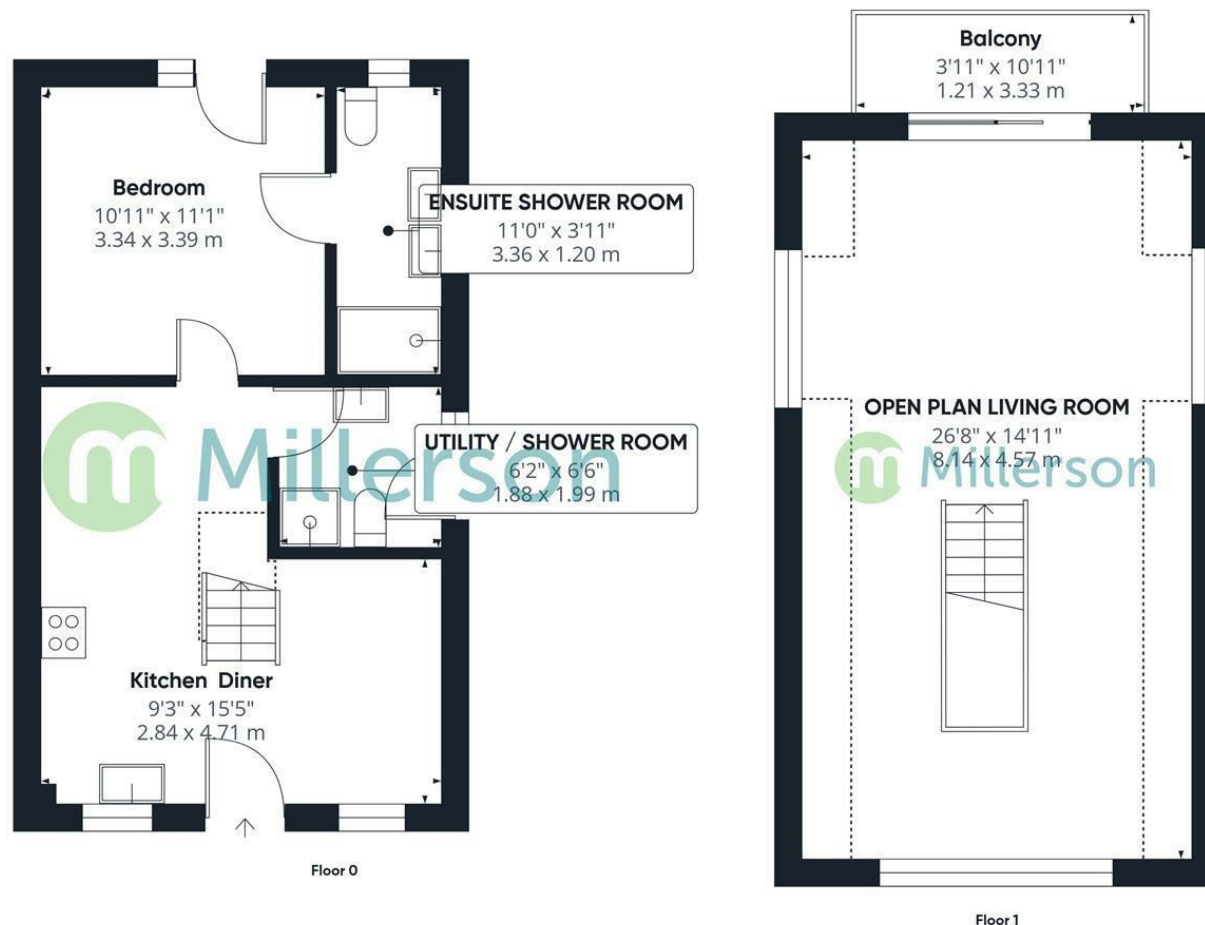 Bedroom
10'11" x 11'1"
3.34 x 3.39 m
ENSUITE SHOWER ROOM
11'0" x 3'11"
3.36 x 1.20 m
Millerson
UTILITY / SHOWER ROOM
6'2" x 6'6"
1.88 x 1.99 m
Kitchen Diner
9'3" x 15'5"
2.84 x 4.71 m
Floor 0
Balcony
3'11" x 10'11"
1.21 x 3.33 m
OPEN PLAN LIVING ROOM
26'8" x 14'11"
8.14 x 4.57 m
Millerson
Floor 1